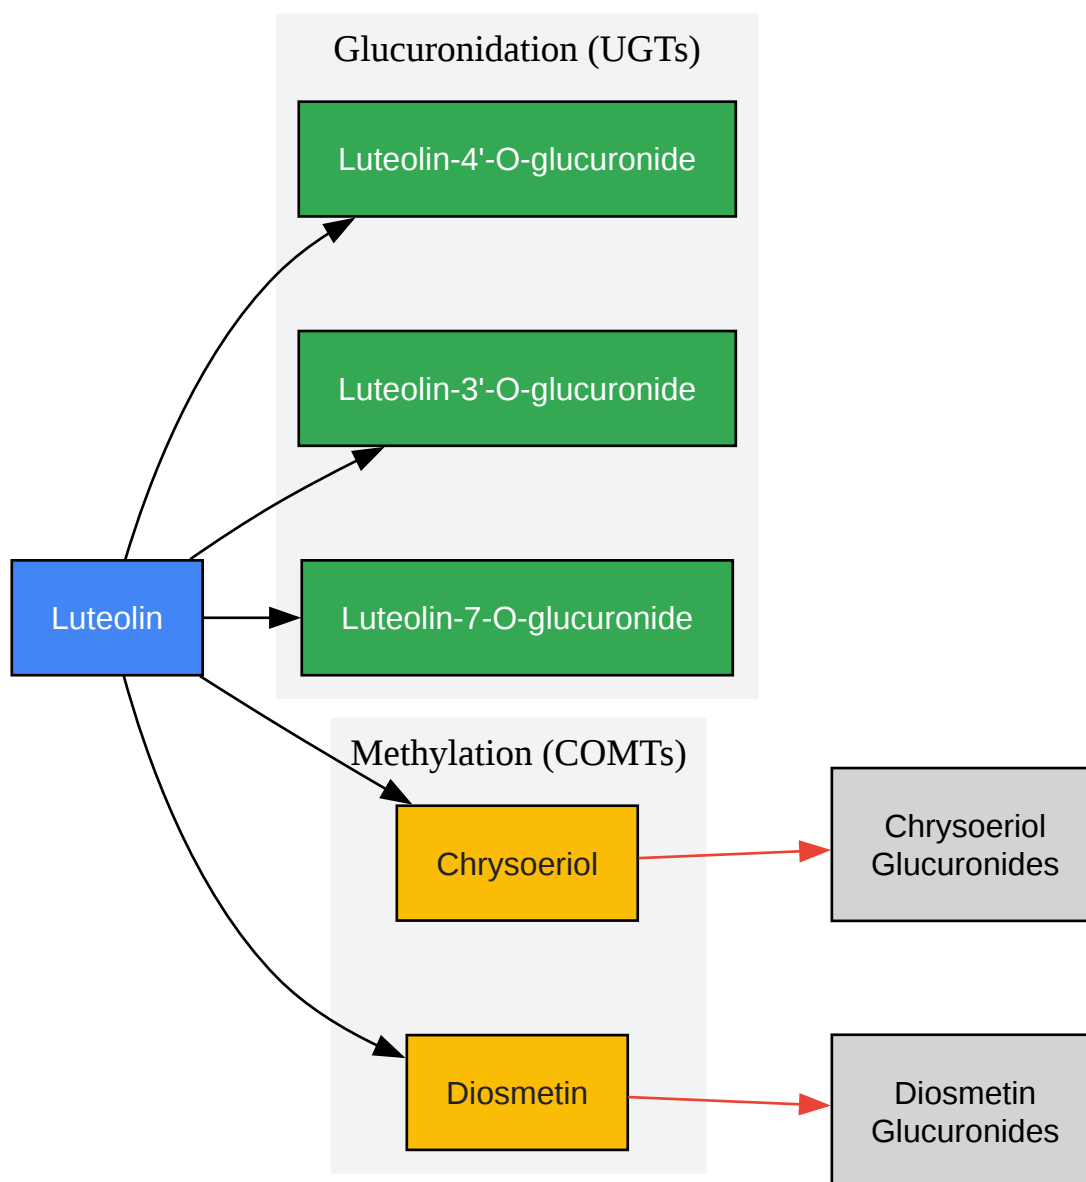 Glucuronidation (UGTs)
Luteolin-4'-O-glucuronide
Luteolin-3'-O-glucuronide
Luteolin
Luteolin-7-O-glucuronide
Methylation (COMTs)
Chrysoeriol
Chrysoeriol
Glucuronides
Diosmetin
Diosmetin
Glucuronides